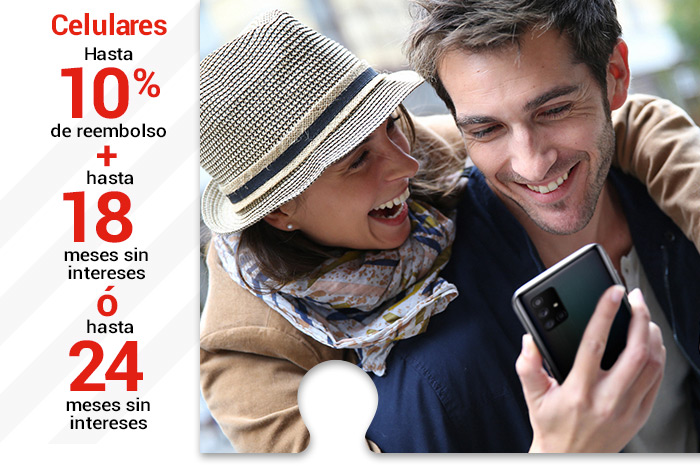 Celulares
Hasta
10%
de reembolso
+
hasta
18
meses sin
intereses
ó
hasta
24
meses sin
intereses